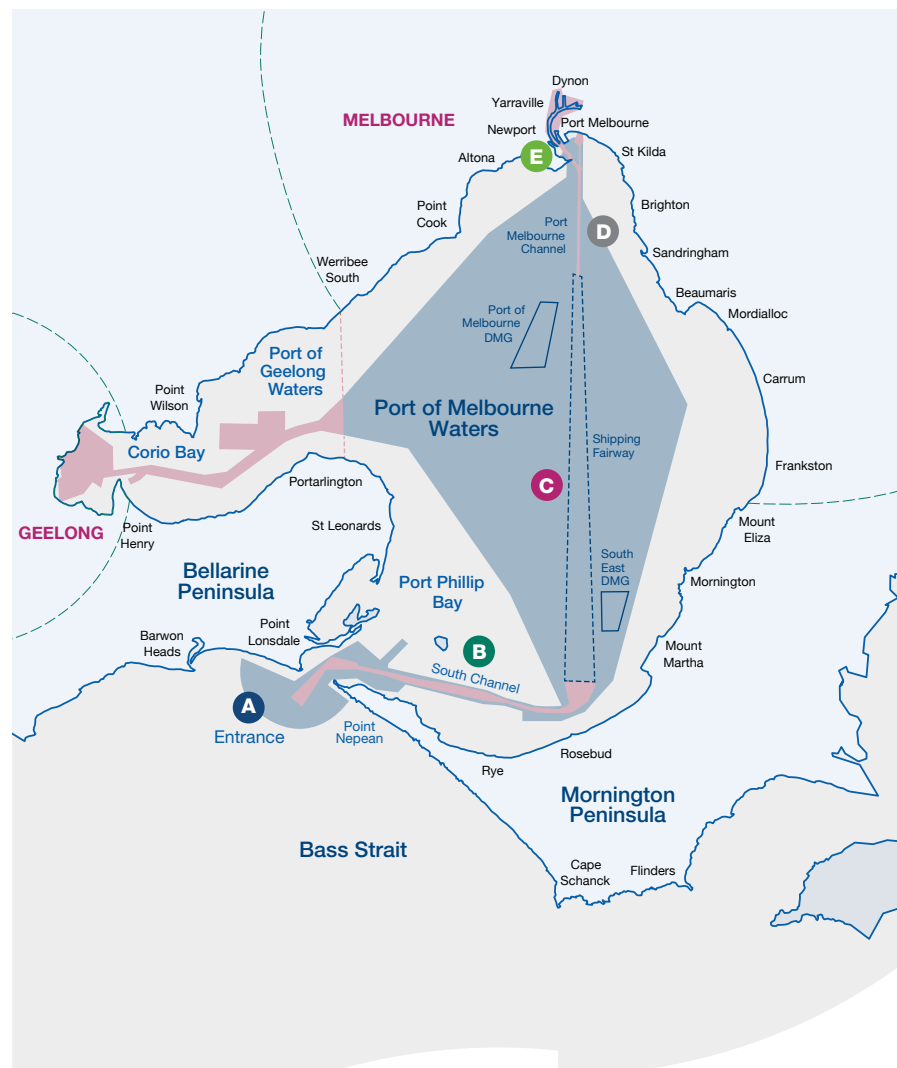 Dynon
Yarraville
MELBOURNE
Port Melbourne
Newport
E
St Kilda
Altona
Point
Cook
Brighton
Port
Melbourne
Channel
D
Sandringham
Werribee
South
Beaumaris
Mordialloc
Port of
Melbourne
DMG
Port of
Geelong
Waters
Point
Wilson
Carrum
Port of Melbourne
Waters
Shipping
Fairway
Corio Bay
Frankston
Portarlington
C
GEELONG
Point
Henry
St Leonards
Mount
Eliza
South
East
DMG
Bellarine
Peninsula
Port Phillip
Bay
Mornington
Point
Lonsdale
Barwon
Heads
B
Mount
Martha
South Channel
A
Entrance
Point
Nepean
Rosebud
Rye
Mornington
Peninsula
Bass Strait
Cape
Schanck
Flinders